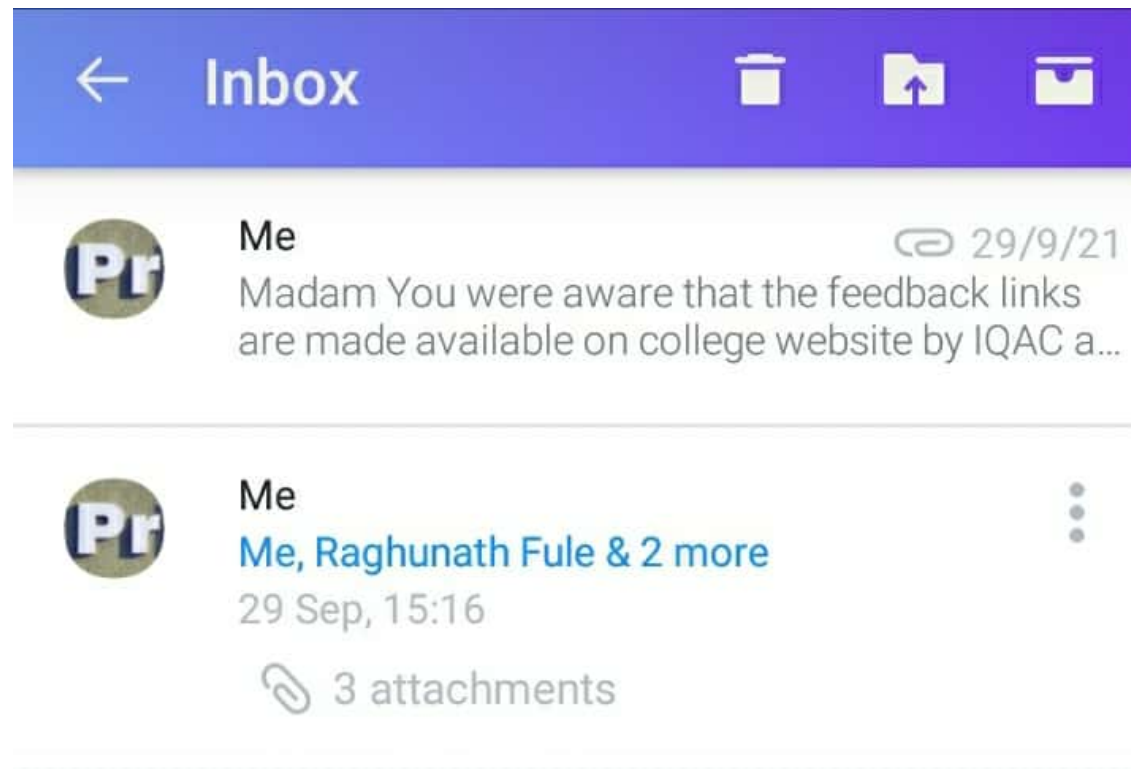 Inbox
Pr
Me
29/9/21
Madam You were aware that the feedback links
are made available on college website by IQAC a...
Pr
Me
Me, Raghunath Fule & 2 more
29 Sep, 15:16
3 attachments